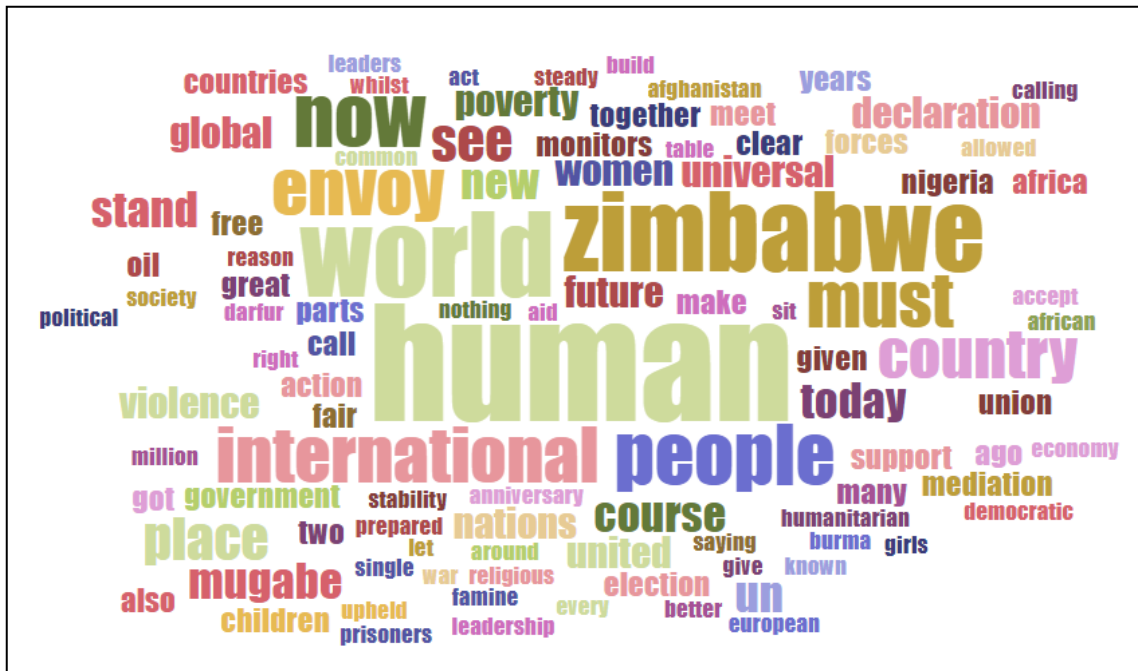 leaders act steady build
countries whilst afghanistan years calling
now poverty together meet declaration
global see monitors table clear forces allowed
common women universal
envoy new nigeria africa
stand free world zimbabwe
oil reason
society great future must
political darfur parts nothing aid make sit accept
african
call human given country
right
violence action today union
fair
million international people support ago economy
got government stability anniversary many mediation
place two prepared nations course humanitarian democratic
let around united saying burma girls
mugabe single war religious election give un known
also children upheld famine every better european
prisoners leadership